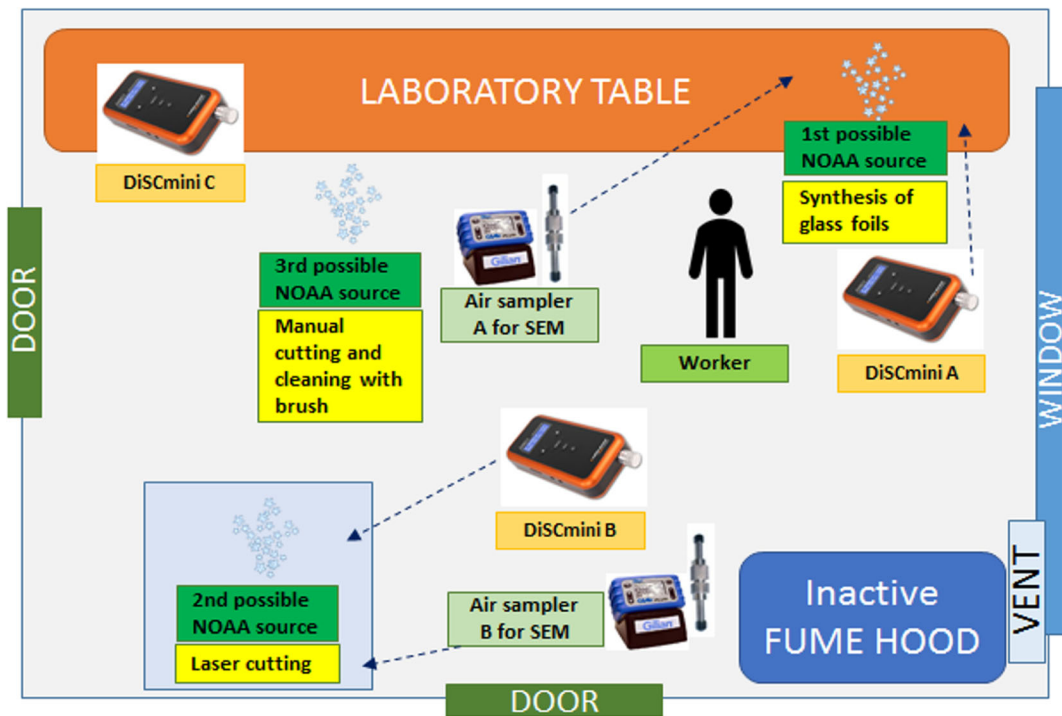 LABORATORY TABLE
DiSCmini C
1st possible
NOAA source
Synthesis of
glass foils
3rd possible
NOAA source
Manual
cutting and
cleaning with
brush
Gilian
Air sampler
A for SEM
Worker
DiSCmini A
DOOR
WINDOW
DiSCmini B
2nd possible
NOAA source
Laser cutting
Air sampler
B for SEM
Gilian
Inactive
FUME HOOD
VENT
DOOR